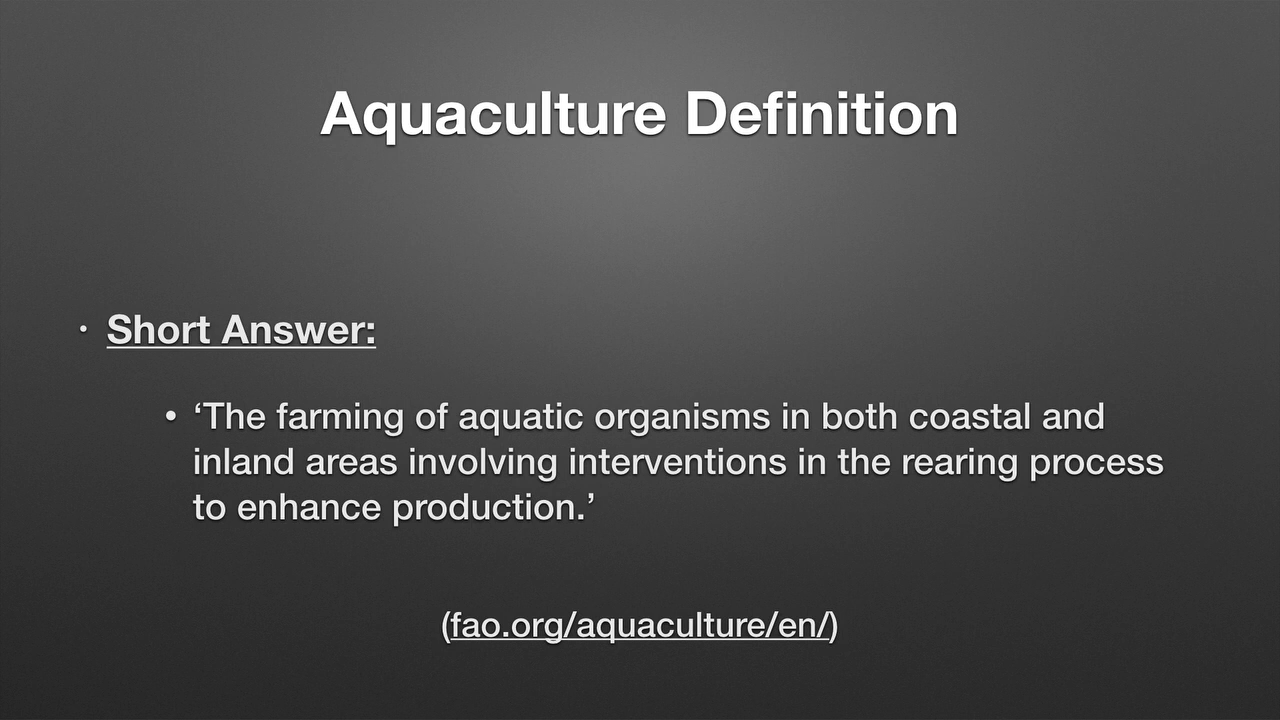 Aquaculture Definition
• Short Answer:
• ‘The farming of aquatic organisms in both coastal and
inland areas involving interventions in the rearing process
to enhance production.’
(fao.org/aquaculture/en/)